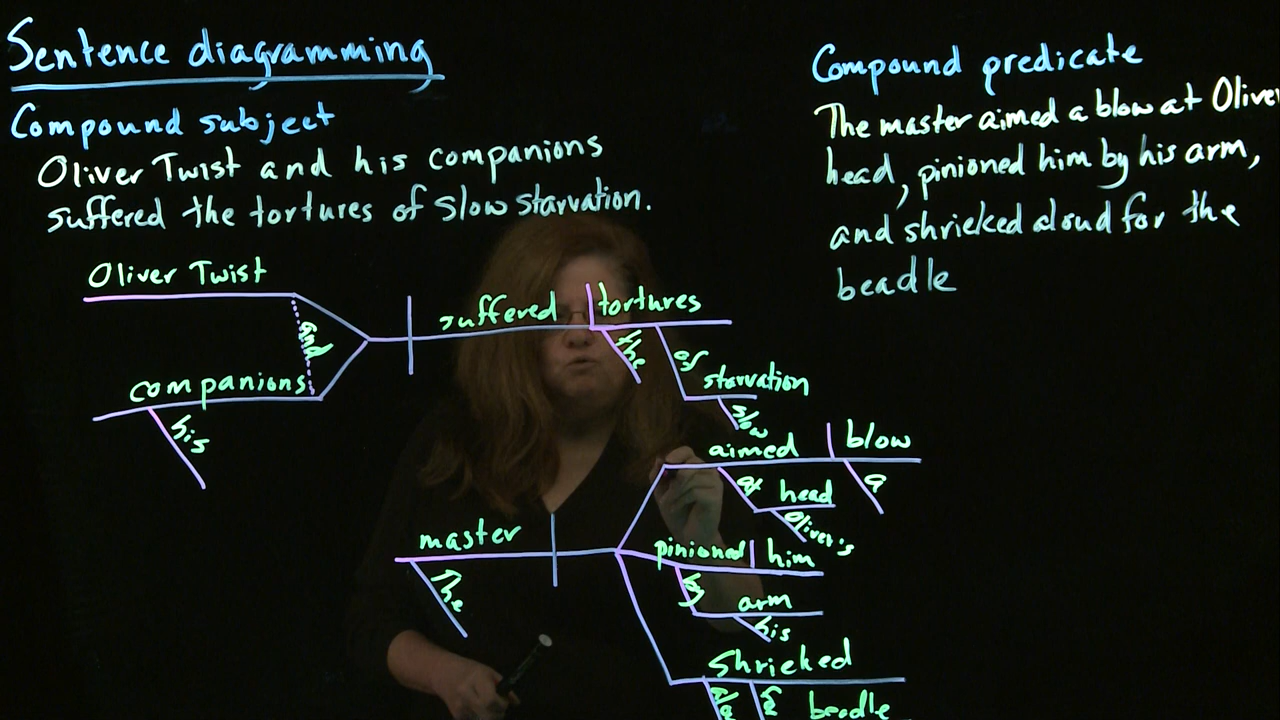 Sentence diagramming
Compound subject
Oliver Twist and his companions
suffered the tortures of slow starvation.
Compound predicate
The master aimed a blow at Oliver
head, pinioned him by his arm,
and shrieked aloud for the
beadle
Oliver Twist
and
companions
his
suffered
tortures
the
of
starvation
slow
master
The
aimed
blow
a
at
head
Oliver's
pinioned
him
by
arm
his
shrieked
beadle